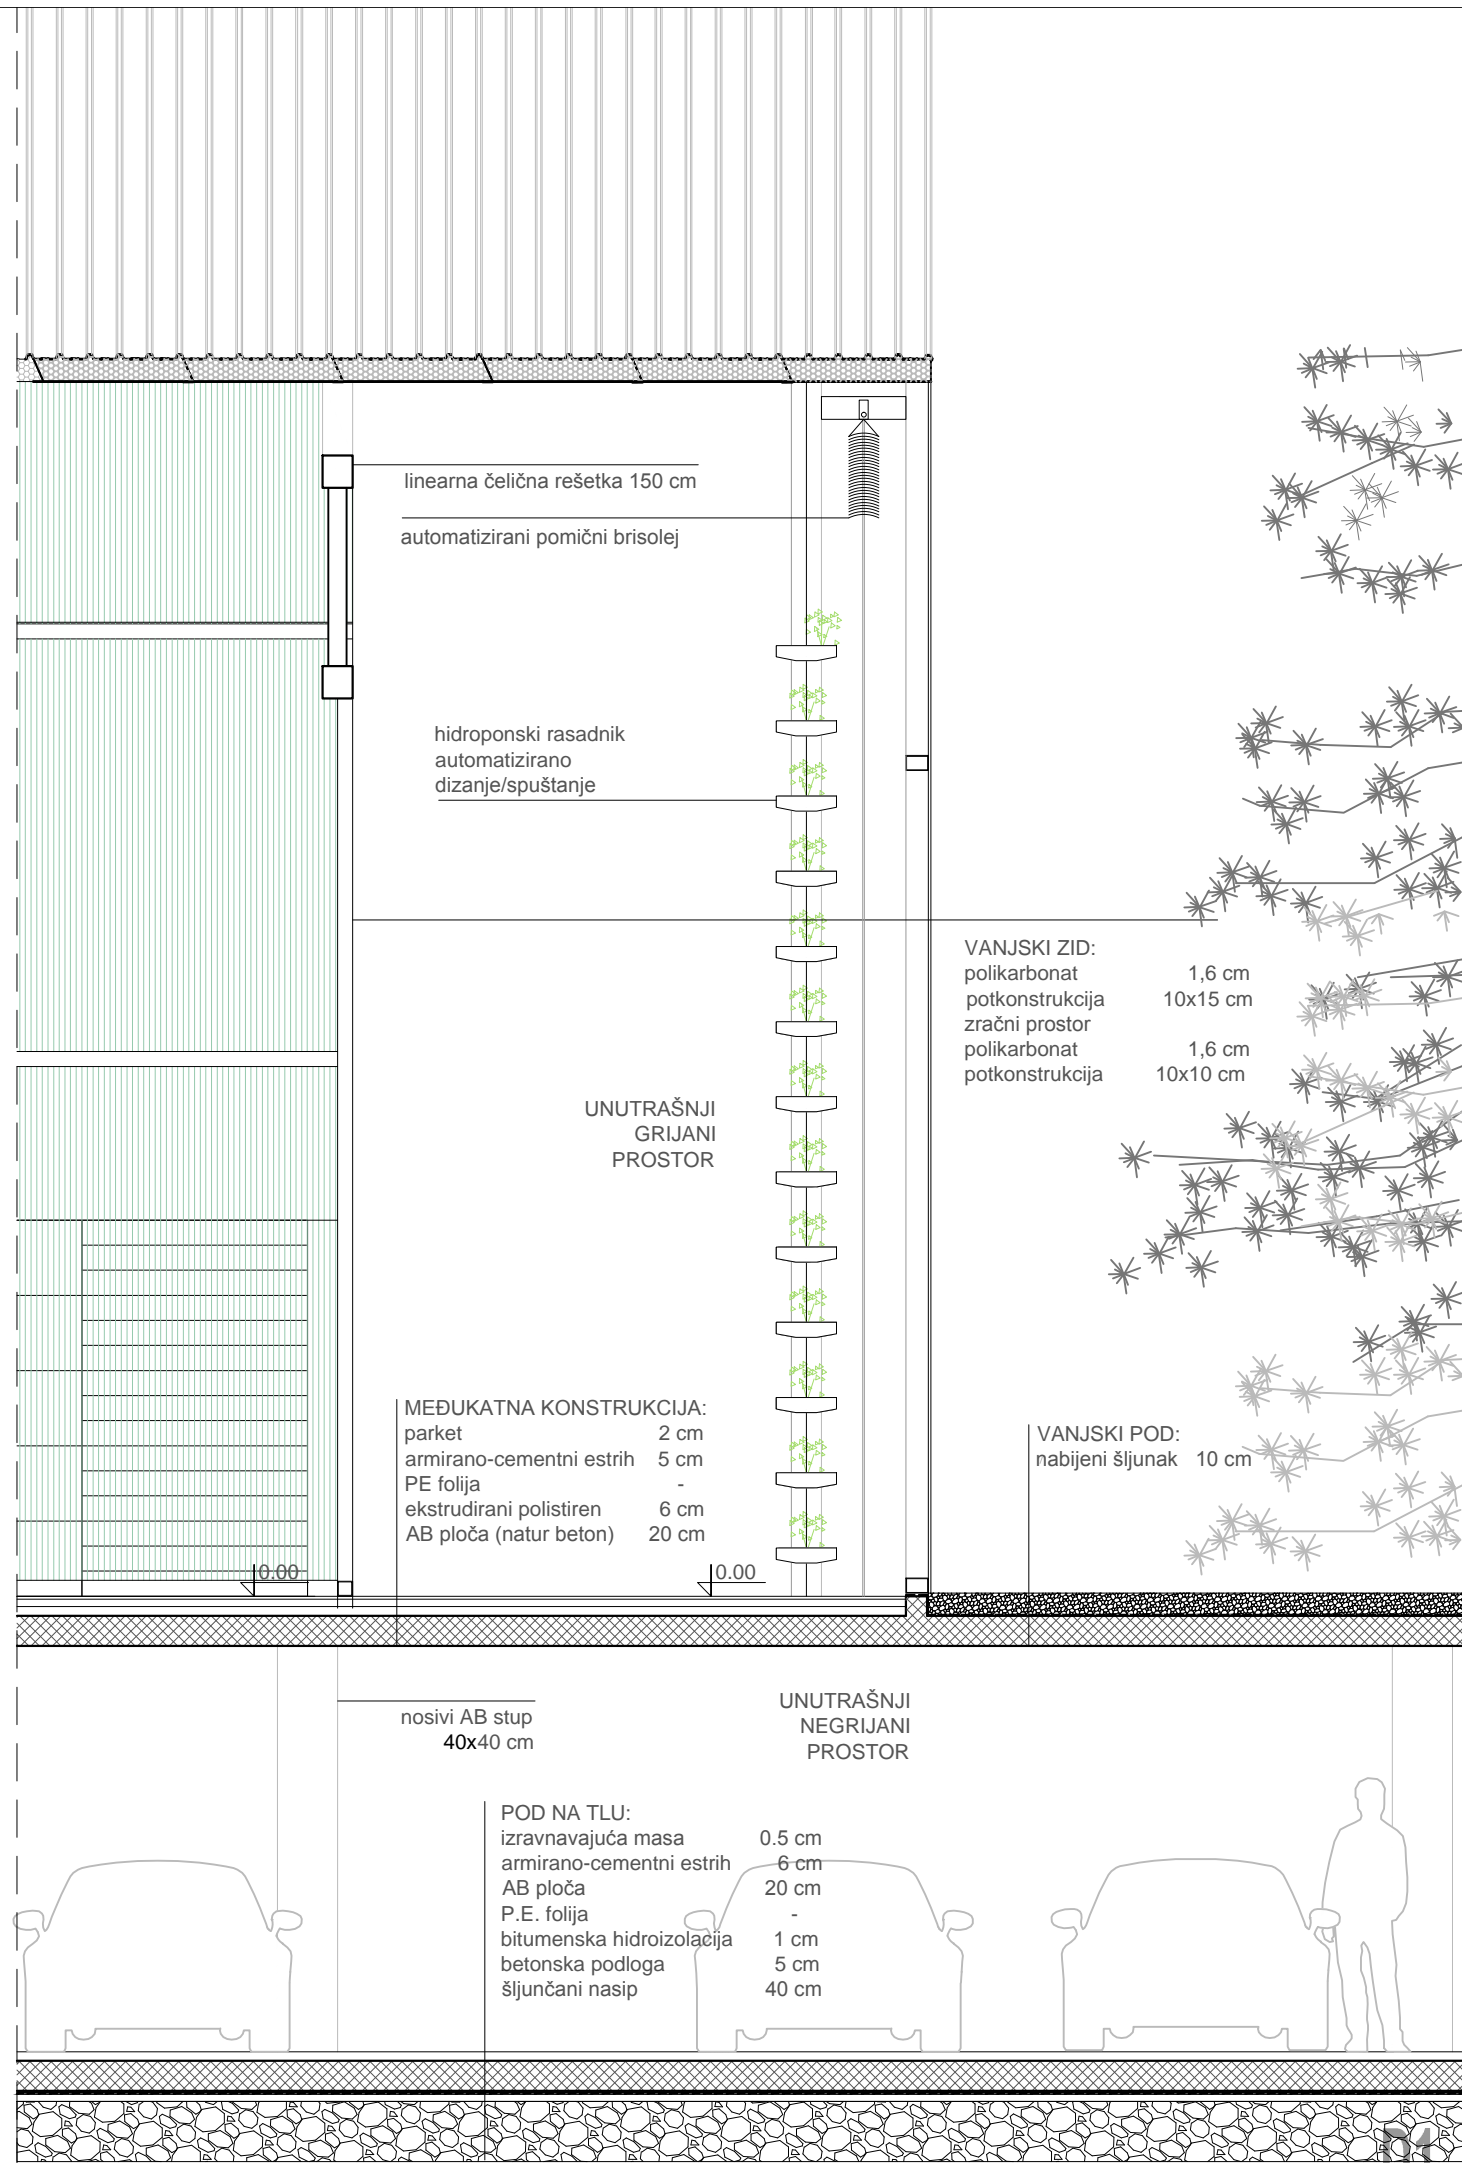 linearna čelična rešetka 150 cm
automatizirani pomični brisolej
hidroponski rasadnik
automatizirano
dizanje/spuštanje
VANJSKI ZID:
polikarbonat 1,6 cm
potkonstrukcija 10x15 cm
zračni prostor
polikarbonat 1,6 cm
potkonstrukcija 10x10 cm
UNUTRAŠNJI
GRIJANI
PROSTOR
MEĐUKATNA KONSTRUKCIJA:
parket 2 cm
armirano-cementni estrih 5 cm
PE folija -
ekstrudirani polistiren 6 cm
AB ploča (natur beton) 20 cm
VANJSKI POD:
nabijeni šljunak 10 cm
0.00
0.00
nosivi AB stup
40x40 cm
UNUTRAŠNJI
NEGRIJANI
PROSTOR
POD NA TLU:
izravnavajuća masa 0.5 cm
armirano-cementni estrih 6 cm
AB ploča 20 cm
P.E. folija -
bitumenska hidroizolacija 1 cm
betonska podloga 5 cm
šljunčani nasip 40 cm